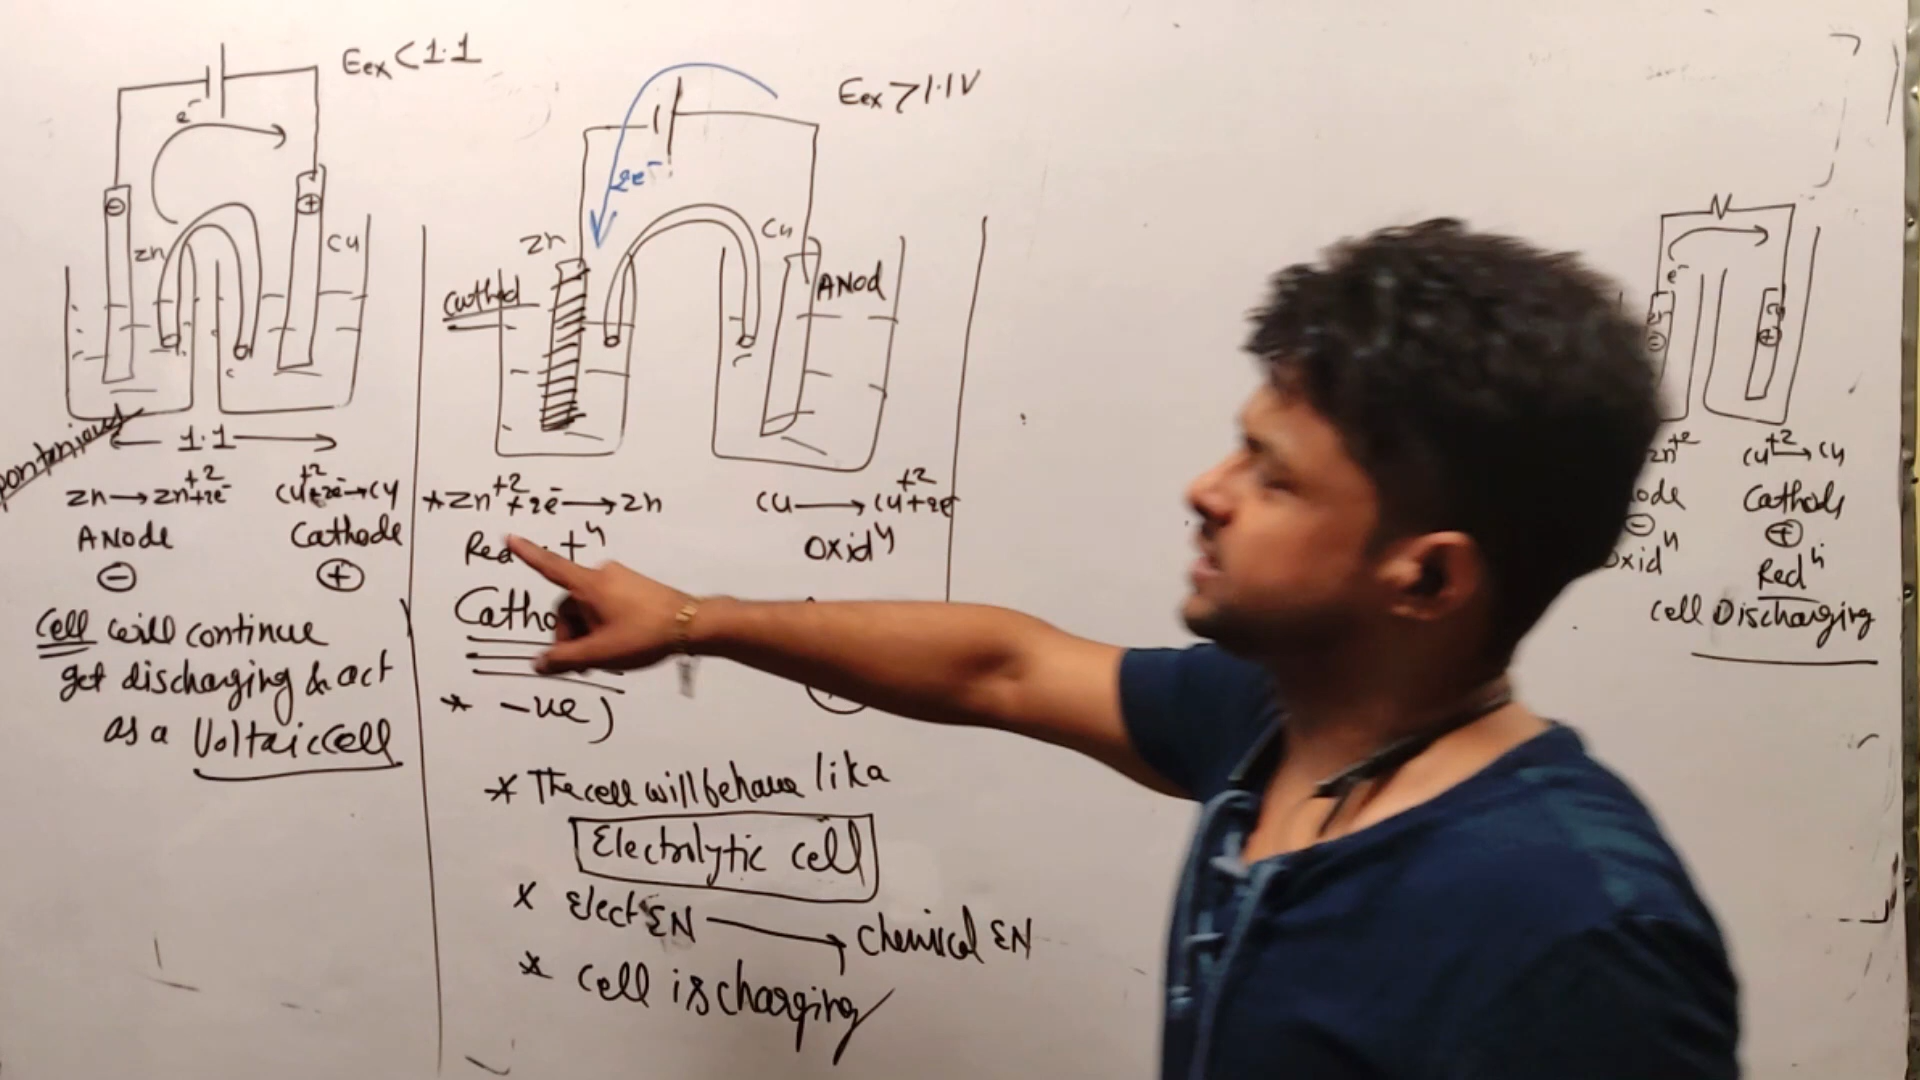 Eex < 1.1
e⁻
⊖
⊕
Zn
Cu
1.1
Zn → Zn⁺²+2e⁻
Cu⁺²+2e⁻→Cu
ANode
Cathode
⊖
⊕
Cell will continue
get discharging & act
as a Voltaic cell
Eex > 1.1V
2e⁻
Zn
Cu
Cathod
ANod
*Zn⁺²+2e⁻ → Zn
Cu → Cu⁺²+2e
Oxidⁿ
* -ve)
* The cell will behave lika
Electrolytic cell
* Elect EN → Chemical EN
* Cell is charging
e⁻
⊖
⊕
Zn⁺²
Cu⁺² → Cu
Cathode
⊖
⊕
Redⁿ
Cell Discharging